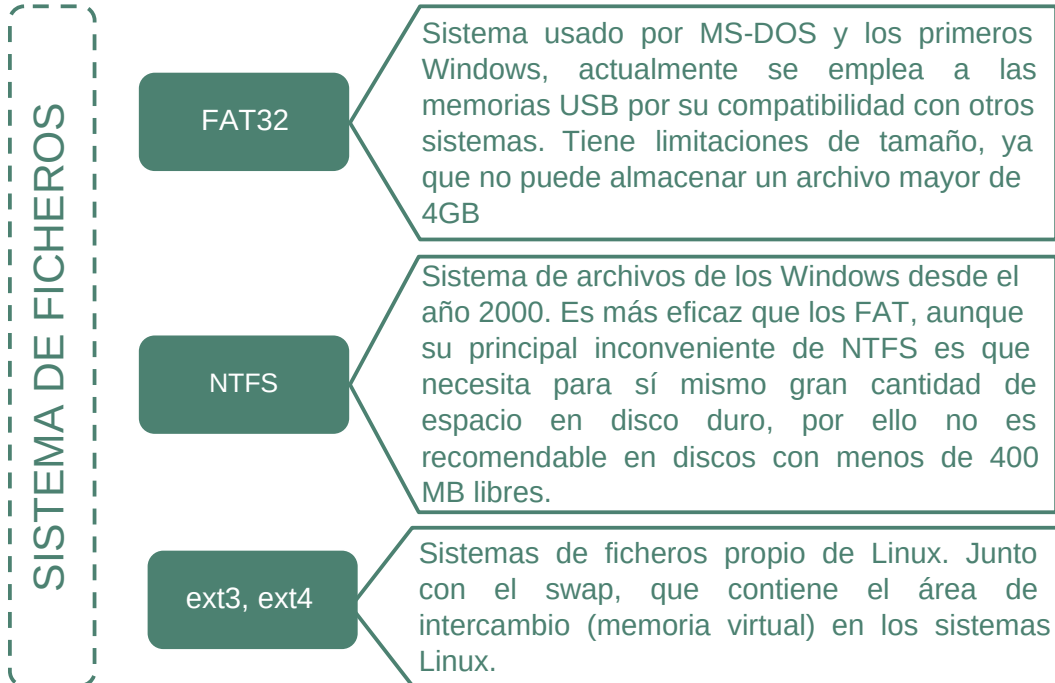 SISTEMA DE FICHEROS
FAT32
Sistema usado por MS-DOS y los primeros
Windows, actualmente se emplea a las
memorias USB por su compatibilidad con otros
sistemas. Tiene limitaciones de tamaño, ya
que no puede almacenar un archivo mayor de
4GB
NTFS
Sistema de archivos de los Windows desde el
año 2000. Es más eficaz que los FAT, aunque
su principal inconveniente de NTFS es que
necesita para sí mismo gran cantidad de
espacio en disco duro, por ello no es
recomendable en discos con menos de 400
MB libres.
ext3, ext4
Sistemas de ficheros propio de Linux. Junto
con el swap, que contiene el área de
intercambio (memoria virtual) en los sistemas
Linux.